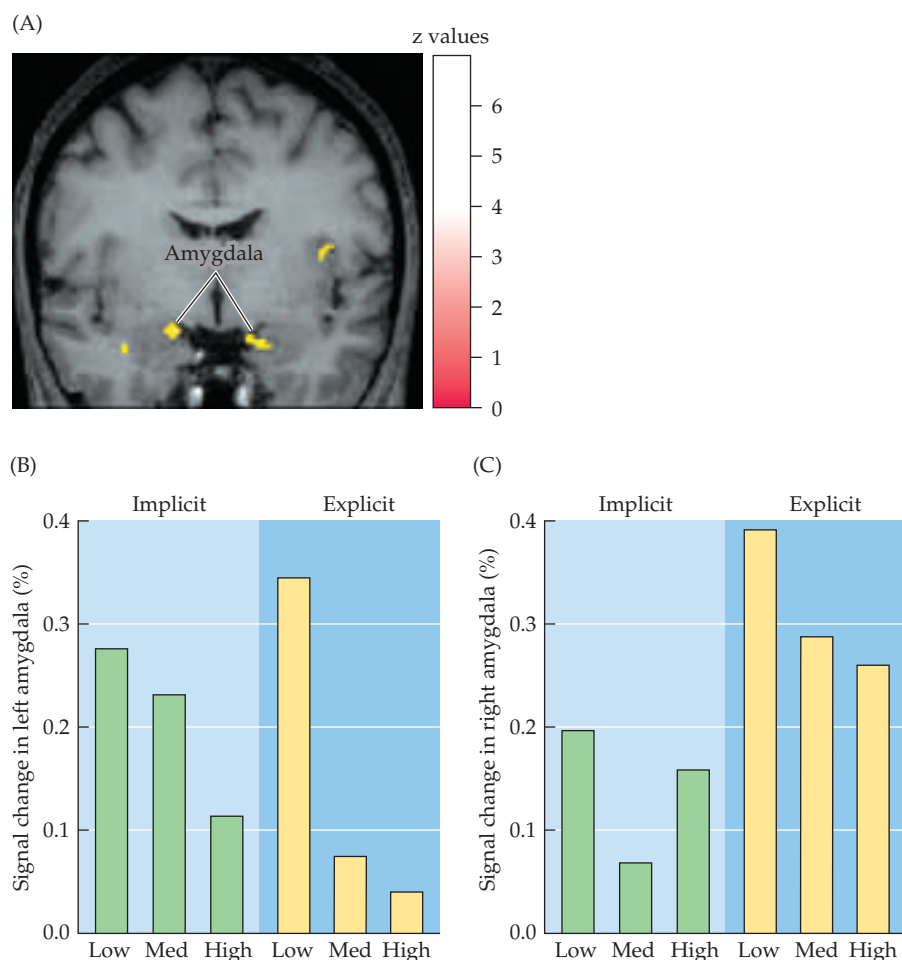 (A)
z values
Amygdala
6
5
4
3
2
1
0
(B)
Implicit Explicit
Signal change in left amygdala (%)
0.4
0.3
0.2
0.1
0.0
Low Med High Low Med High
(C)
Implicit Explicit
Signal change in right amygdala (%)
0.4
0.3
0.2
0.1
0.0
Low Med High Low Med High